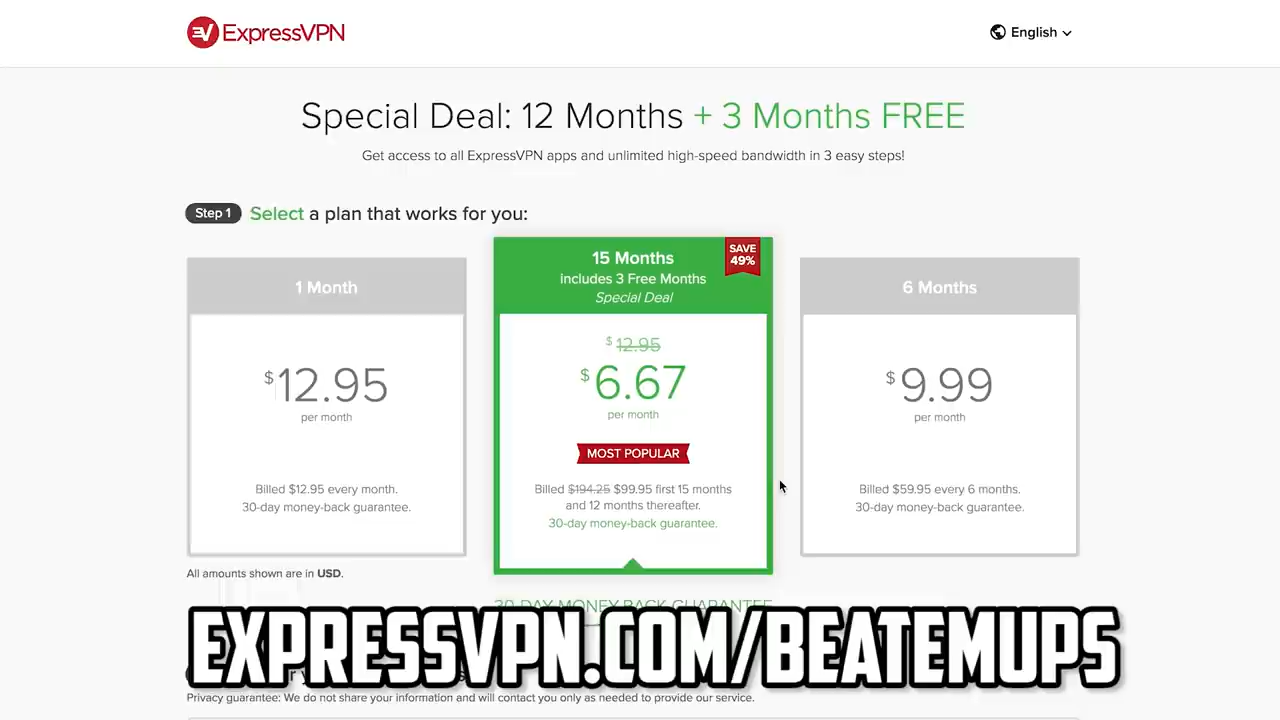 ExpressVPN
English
Special Deal: 12 Months + 3 Months FREE
Get access to all ExpressVPN apps and unlimited high-speed bandwidth in 3 easy steps!
Step 1 Select a plan that works for you:
1 Month
$12.95
per month
Billed $12.95 every month.
30-day money-back guarantee.
15 Months
includes 3 Free Months
Special Deal
SAVE
49%
$12.95
$6.67
per month
MOST POPULAR
Billed $194.25 $99.95 first 15 months
and 12 months thereafter.
30-day money-back guarantee.
6 Months
$9.99
per month
Billed $59.95 every 6 months.
30-day money-back guarantee.
All amounts shown are in USD.
30-DAY MONEY-BACK GUARANTEE
EXPRESSVPN.COM/BEATEMUPS
Privacy guarantee: We do not share your information and will contact you only as needed to provide our service.